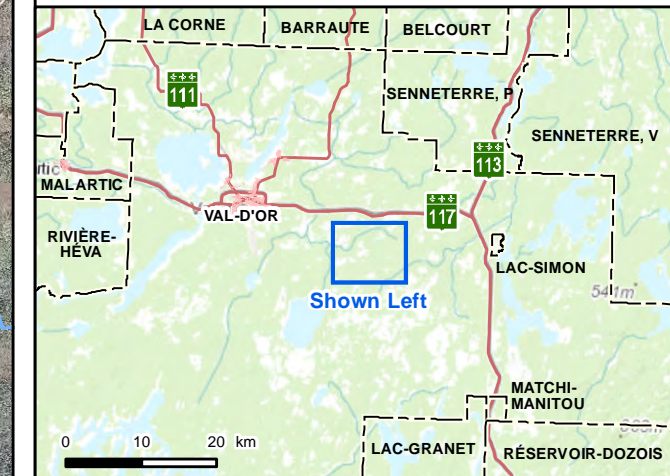 LA CORNE
BARRAUTE
BELCOURT
111
SENNETERRE, P
SENNETERRE, V
113
MALARTIC
VAL-D'OR
117
RIVIÈRE-
HÉVA
LAC-SIMON
Shown Left
541m
MATCHI-
MANITOU
0 10 20 km
LAC-GRANET
RÉSERVOIR-DOZOIS